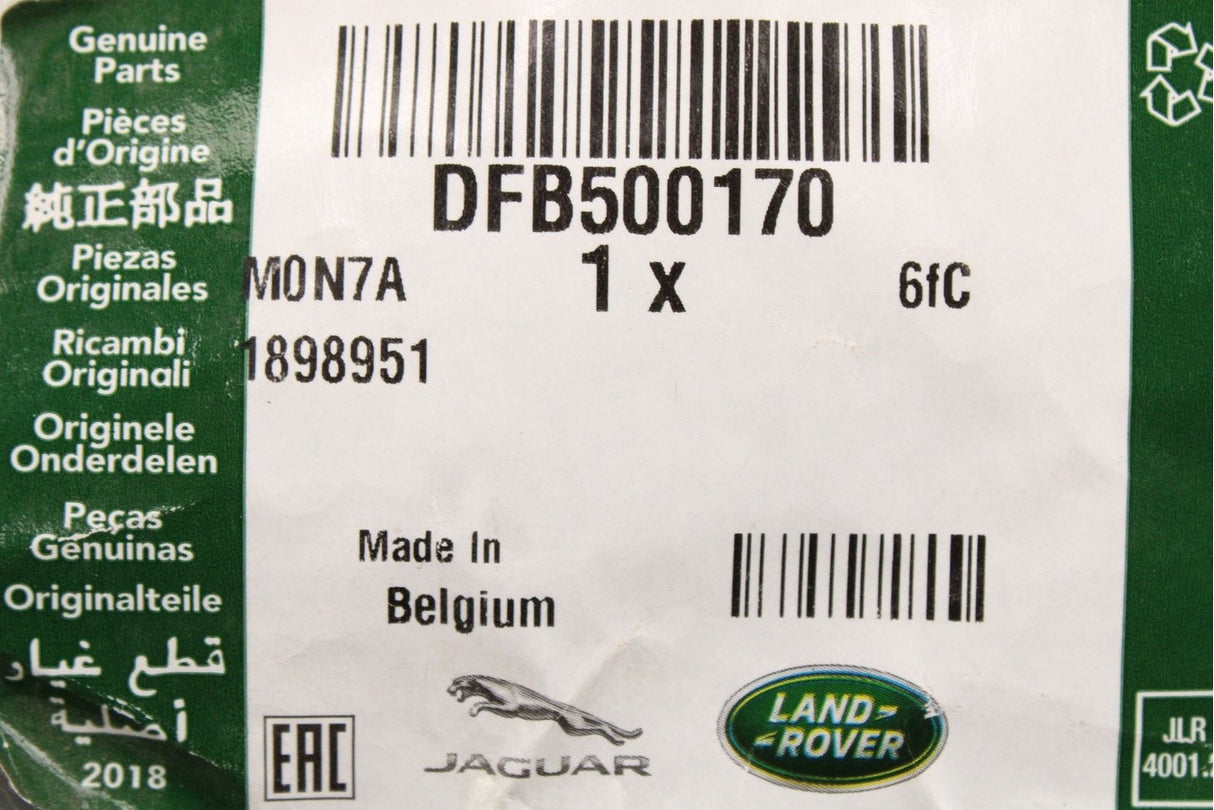 Genuine
Parts
Pièces
d'Origine
純正部品
Piezas
Originales
Ricambi
Originali
Originele
Onderdelen
Peças
Genuinas
Originalteile
قطع غيار
أصلية
2018
DFB500170
M0N7A
1 x
6fC
1898951
Made In
Belgium
EAC
JAGUAR
LAND-
-ROVER
JLR